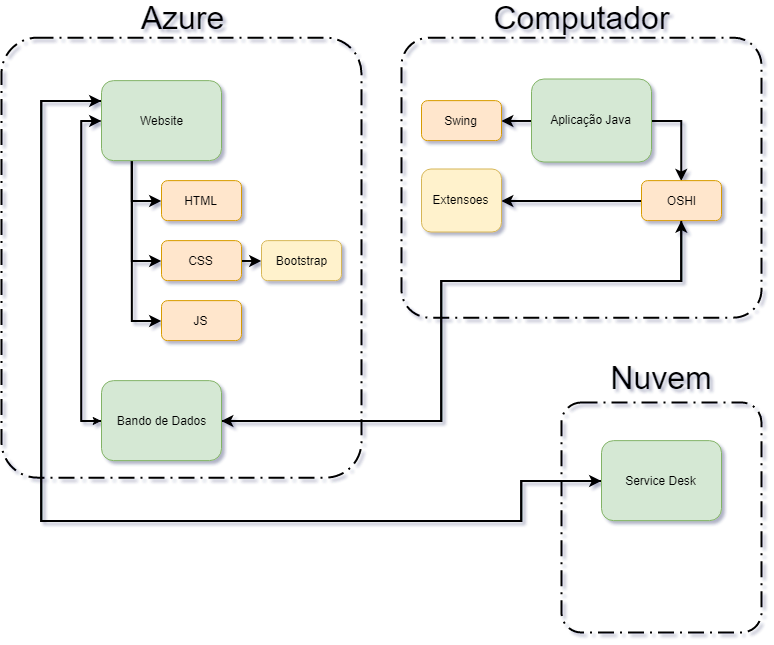 Azure
Website
HTML
CSS
Bootstrap
JS
Bando de Dados
Computador
Swing
Aplicação Java
Extensoes
OSHI
Nuvem
Service Desk